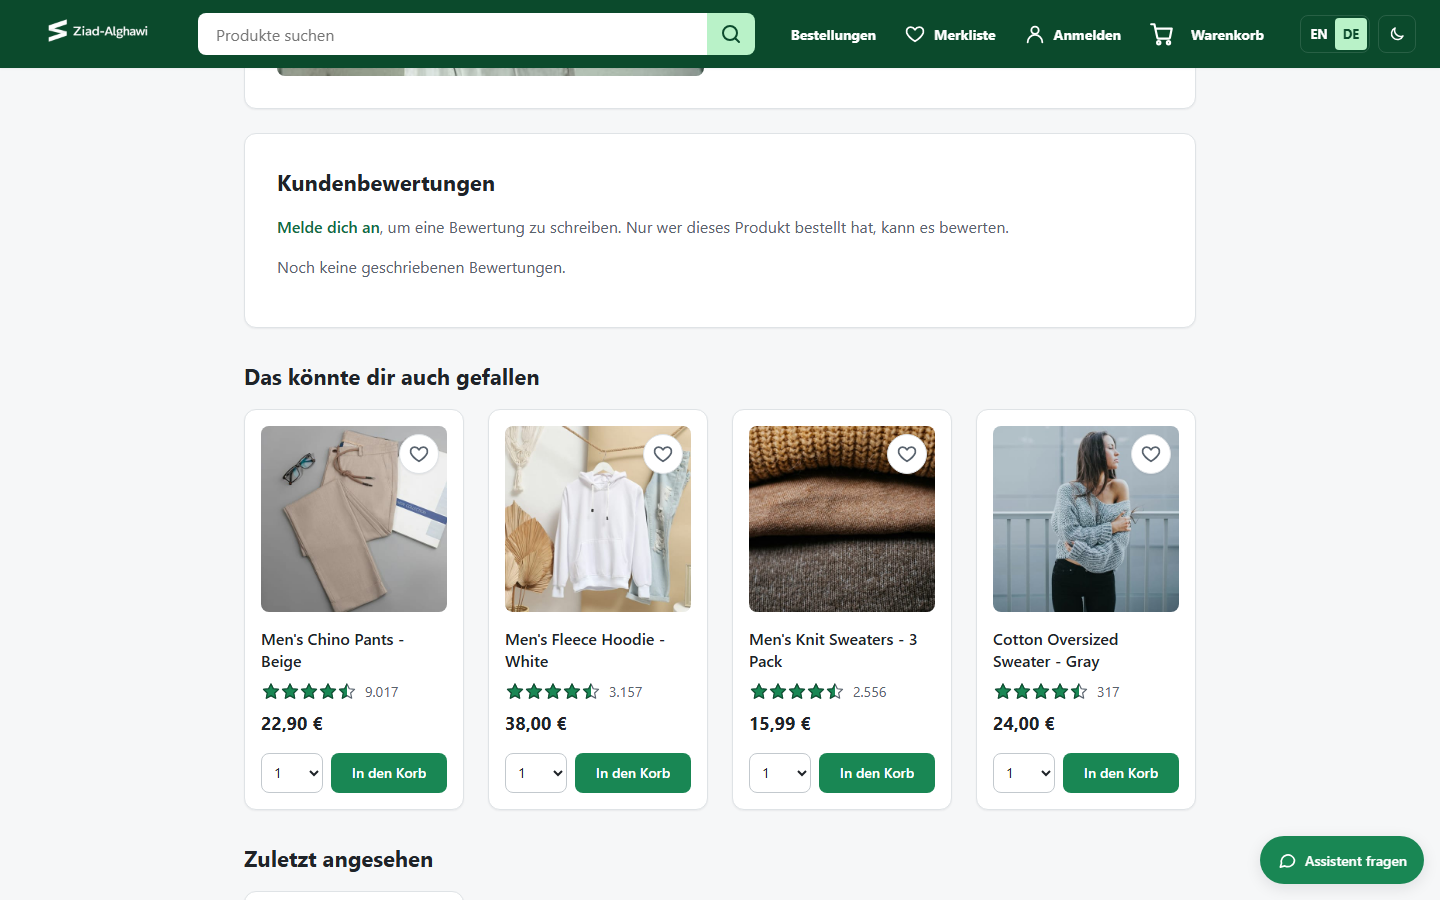 Ziad-Alghawi
Produkte suchen
Bestellungen
Merkliste
Anmelden
Warenkorb
EN
DE
Kundenbewertungen
Melde dich an, um eine Bewertung zu schreiben. Nur wer dieses Produkt bestellt hat, kann es bewerten.
Noch keine geschriebenen Bewertungen.
Das könnte dir auch gefallen
Men's Chino Pants -
Beige
9.017
22,90 €
1
In den Korb
Men's Fleece Hoodie -
White
3.157
38,00 €
1
In den Korb
Men's Knit Sweaters - 3
Pack
2.556
15,99 €
1
In den Korb
Cotton Oversized
Sweater - Gray
317
24,00 €
1
In den Korb
Zuletzt angesehen
Assistent fragen